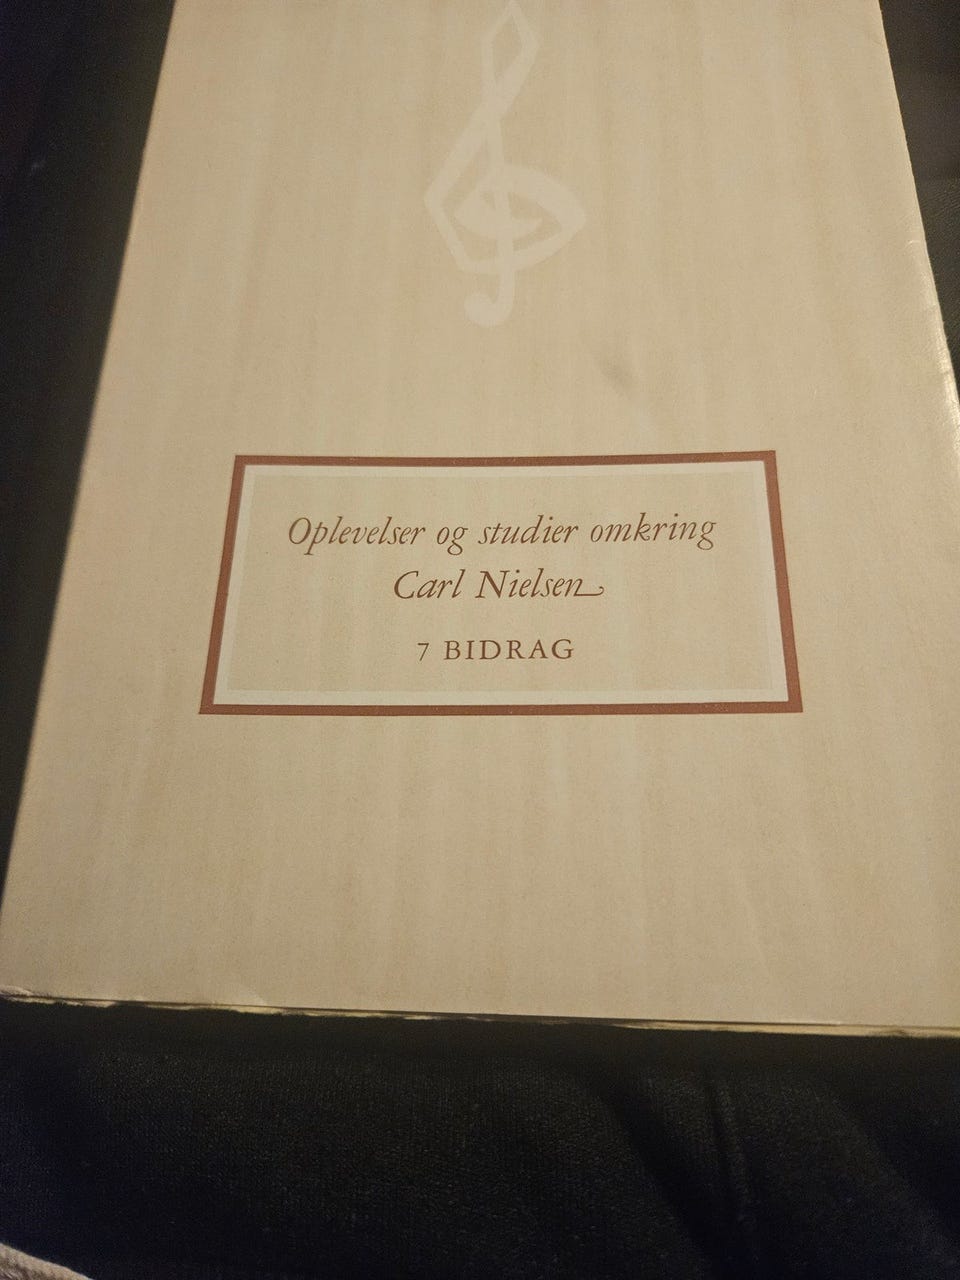 Oplevelser og studier omkring
Carl Nielsen
7 BIDRAG